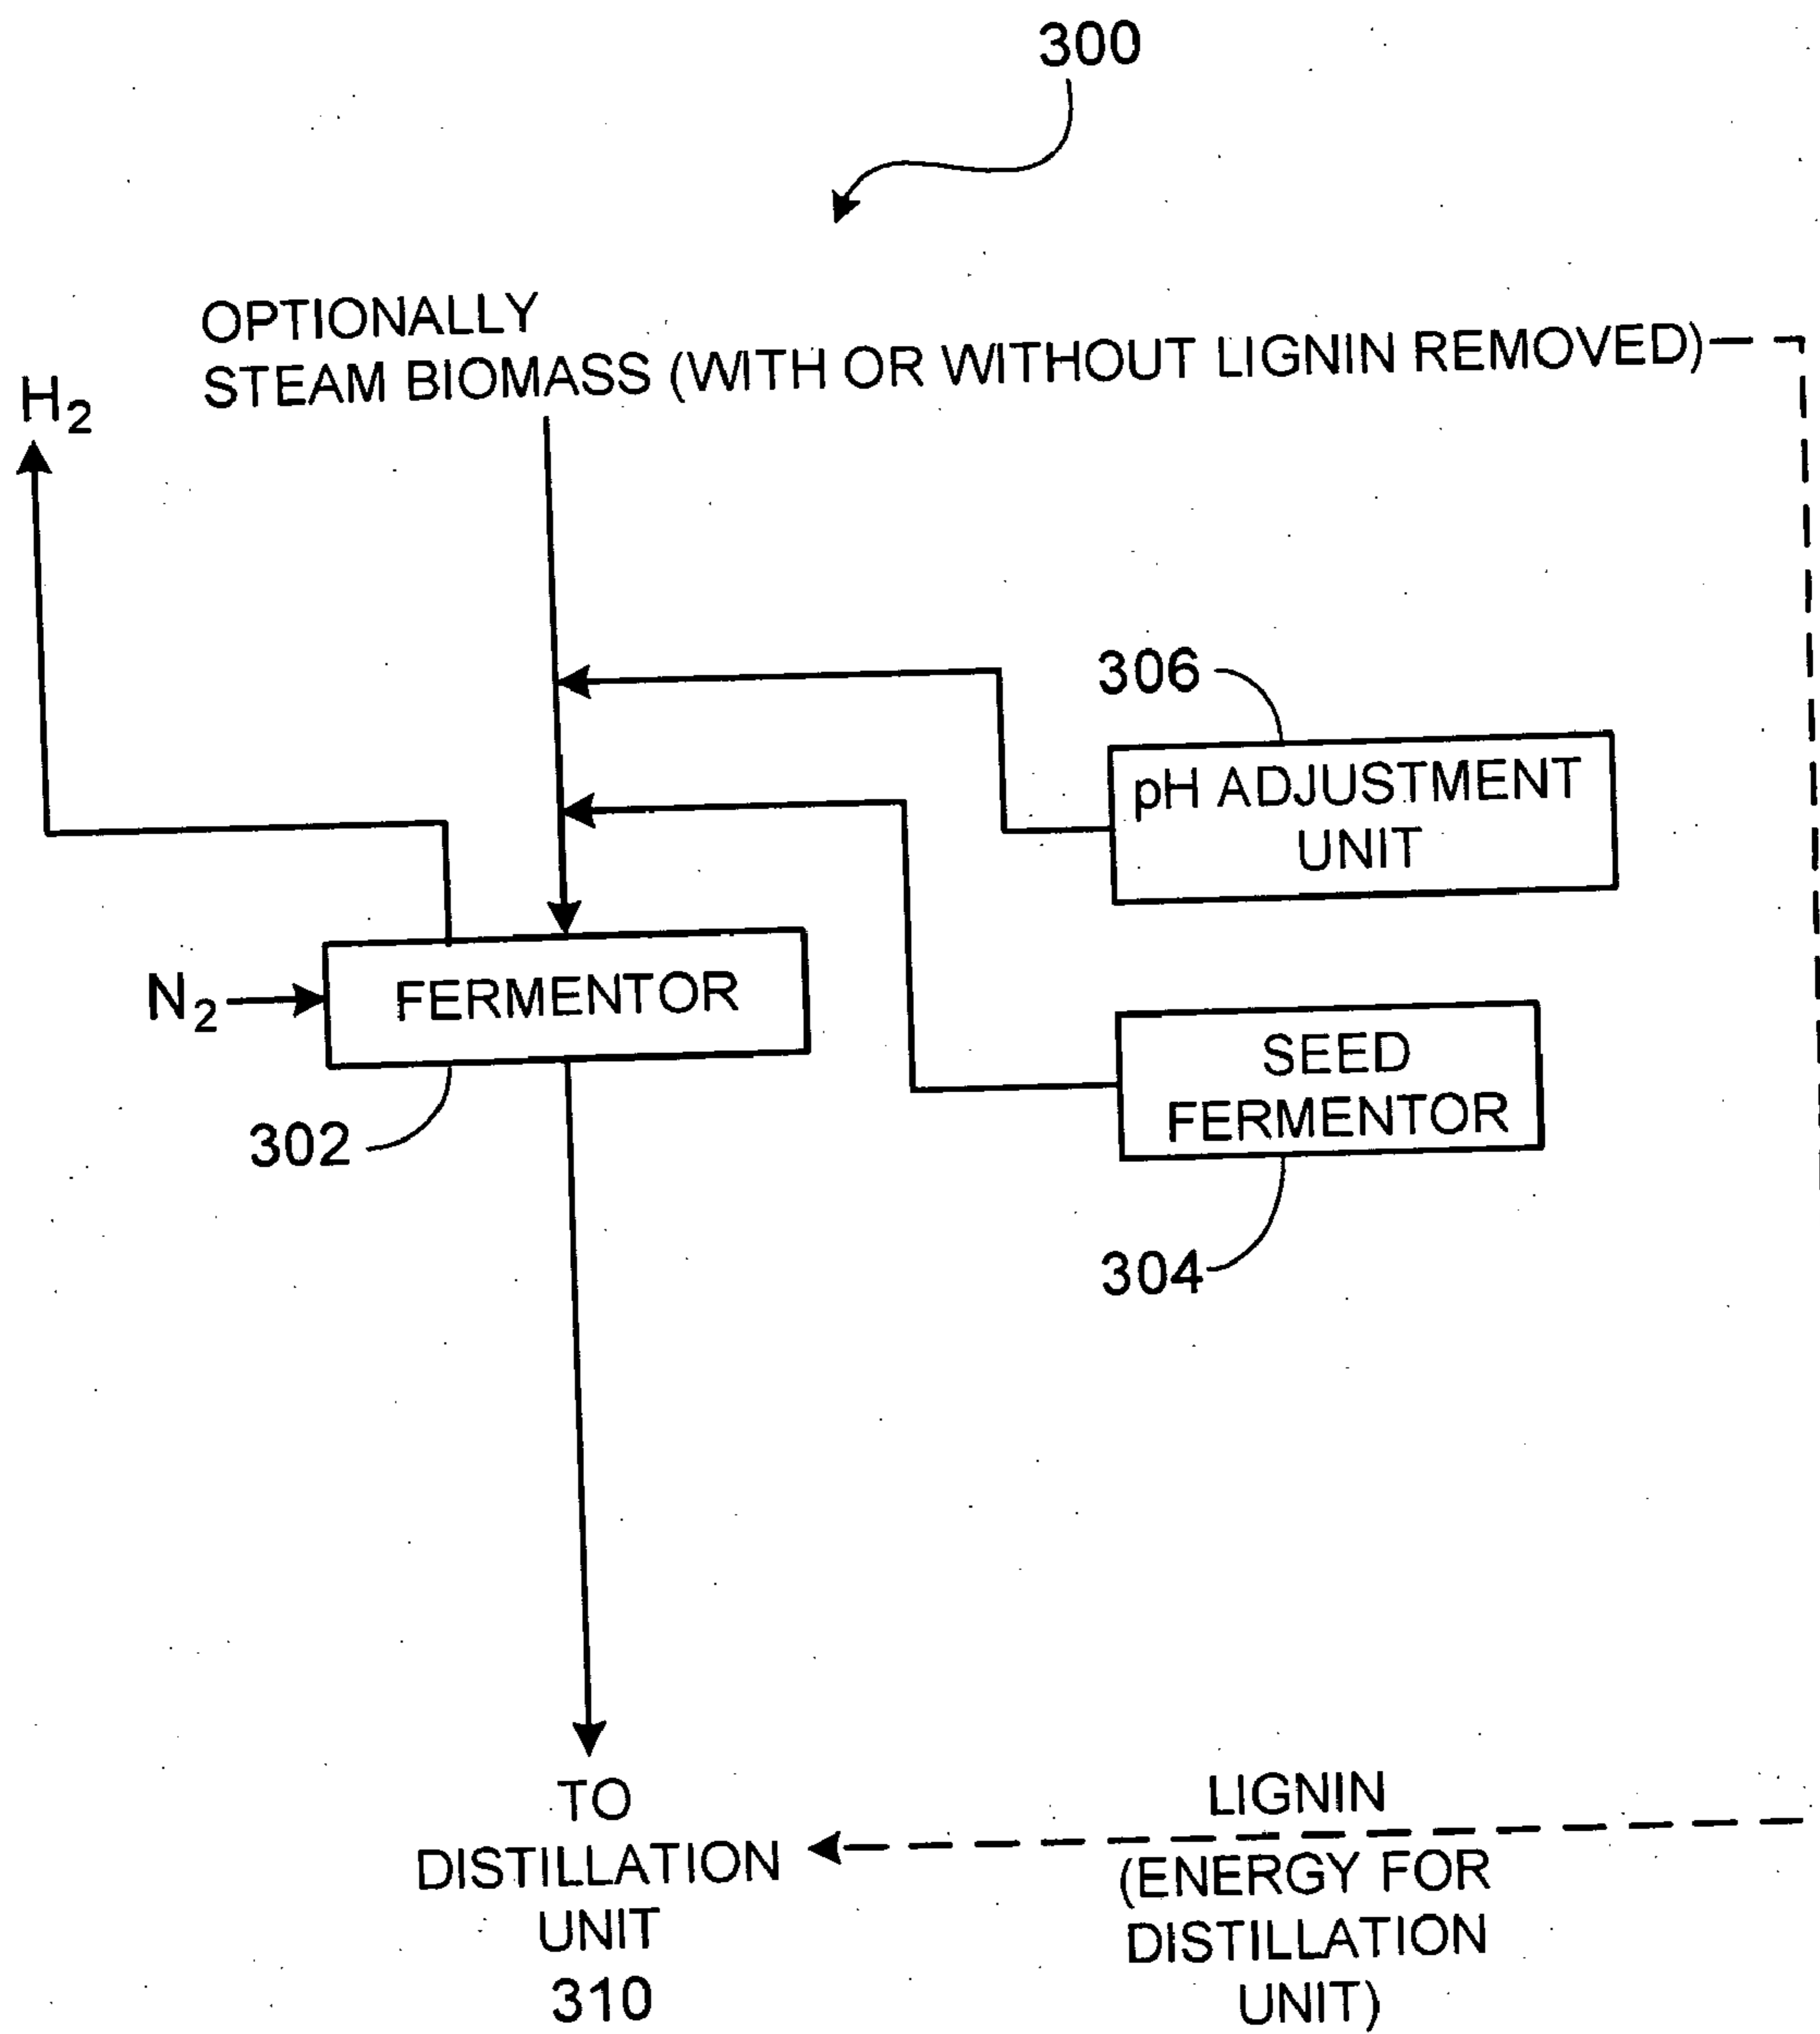 300
OPTIONALLY
STEAM BIOMASS (WITH OR WITHOUT LIGNIN REMOVED)
H₂
306
pH ADJUSTMENT
UNIT
N₂
FERMENTOR
302
SEED
FERMENTOR
304
TO
DISTILLATION
UNIT
310
LIGNIN
(ENERGY FOR
DISTILLATION
UNIT)